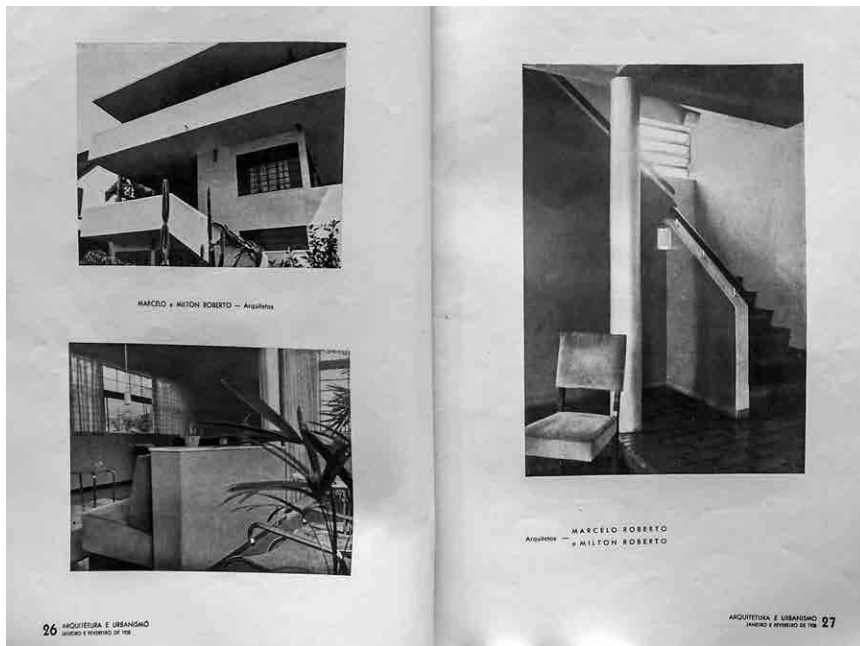 MARCELO e MILTON ROBERTO — Arquitetos
26 ARQUITETURA E URBANISMO
JANEIRO E FEVEREIRO DE 1938
Arquitetos — MARCELO ROBERTO
e MILTON ROBERTO
ARQUITETURA E URBANISMO 27
JANEIRO E FEVEREIRO DE 1938